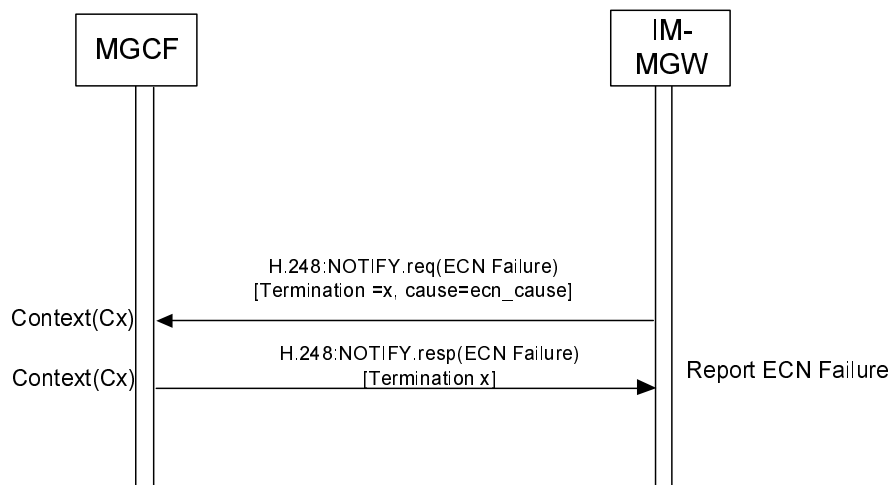 MGCF
IM-
MGW
H.248:NOTIFY.req(ECN Failure)
[Termination =x, cause=ecn_cause]
Context(Cx)
H.248:NOTIFY.resp(ECN Failure)
[Termination x]
Context(Cx)
Report ECN Failure